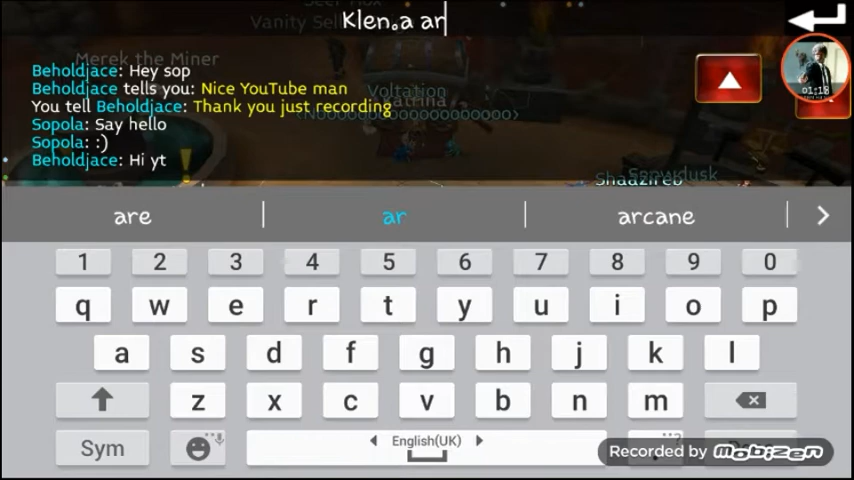 Klen.a ar
Vanity Sel
Merek the Miner
Beholdjace: Hey sop
Beholdjace tells you: Nice YouTube man
Voltation
You tell Beholdjace: Thank you just recording
Sopola: Say hello
Sopola: :)
Beholdjace: Hi yt
01:18
Shaazireb
Snowdusk
are
ar
arcane
1 2 3 4 5 6 7 8 9 0
q w e r t y u i o p
a s d f g h j k l
z x c v b n m
Sym
English(UK)
Recorded by mobizen